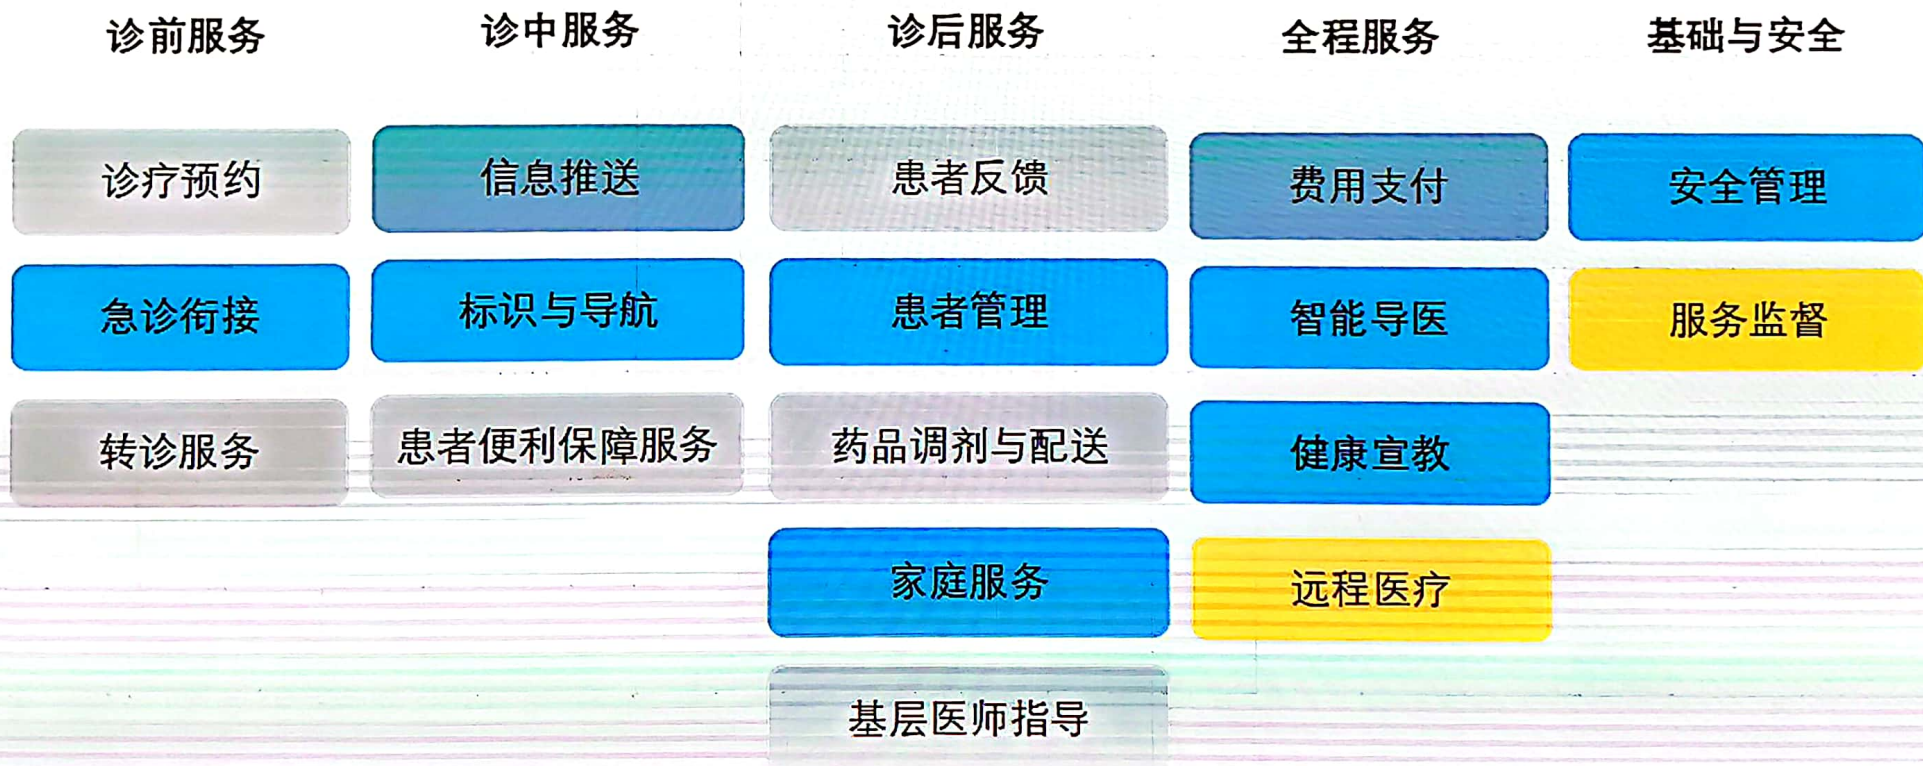 诊前服务
诊中服务
诊后服务
全程服务
基础与安全
诊疗预约
信息推送
患者反馈
费用支付
安全管理
急诊衔接
标识与导航
患者管理
智能导医
服务监督
转诊服务
患者便利保障服务
药品调剂与配送
健康宣教
家庭服务
远程医疗
基层医师指导